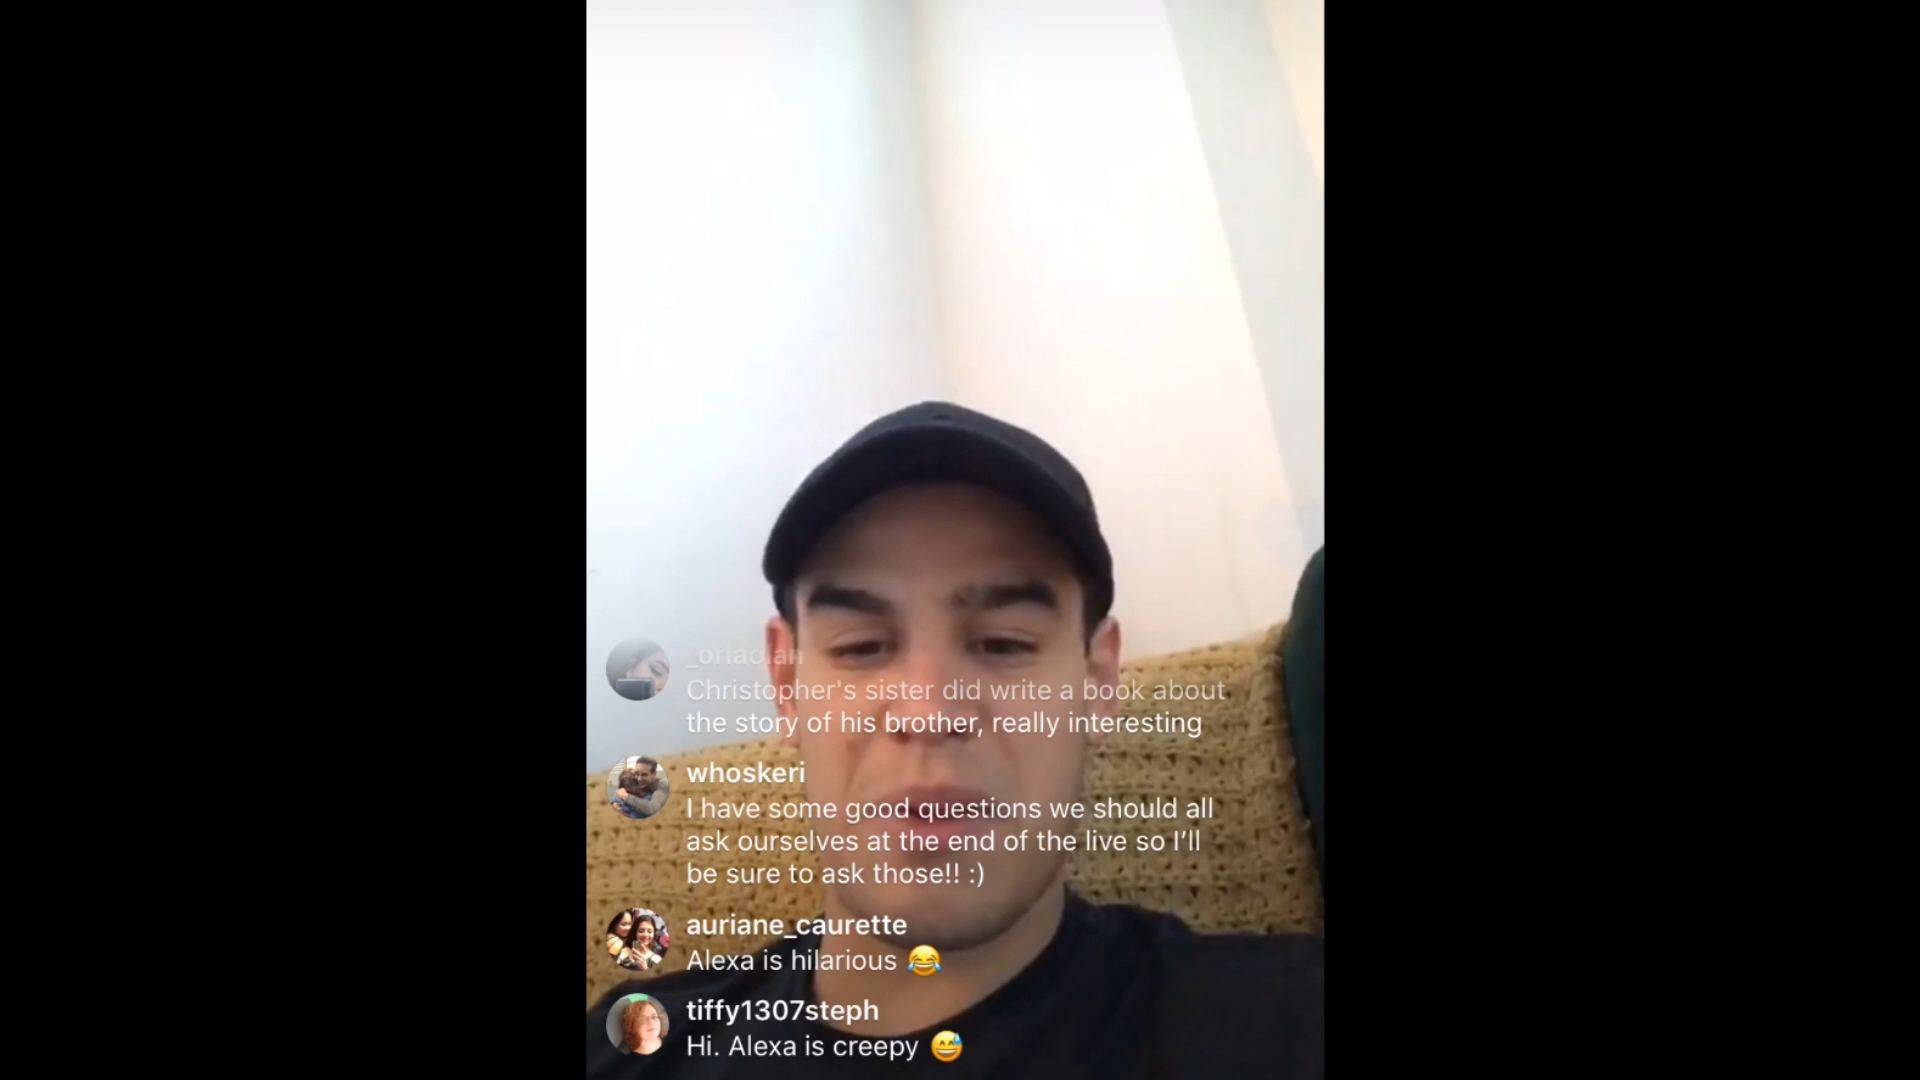 _orlaolan
Christopher's sister did write a book about
the story of his brother, really interesting
whoskeri
I have some good questions we should all
ask ourselves at the end of the live so I’ll
be sure to ask those!! :)
auriane_caurette
Alexa is hilarious 😂
tiffy1307steph
Hi. Alexa is creepy 😅